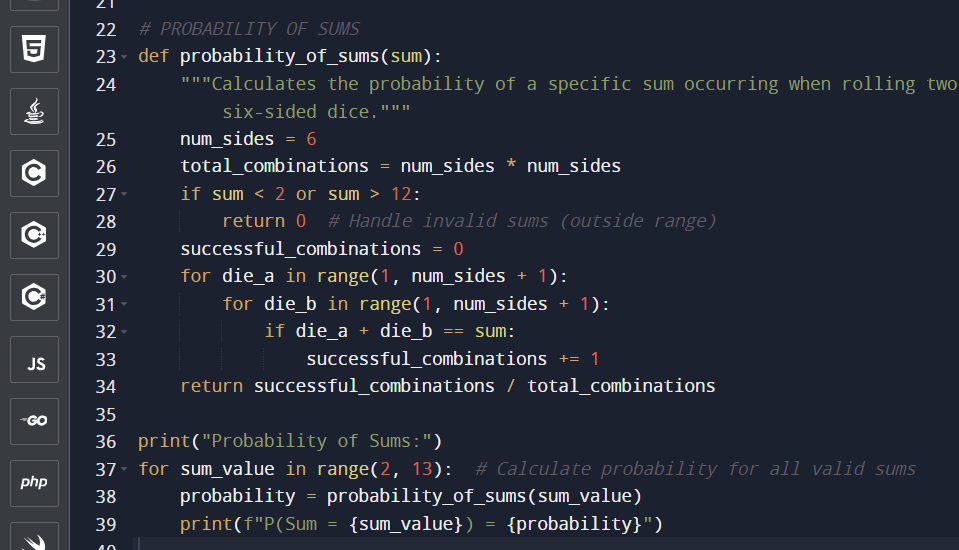 21
22 # PROBABILITY OF SUMS
23 def probability_of_sums(sum):
24     """Calculates the probability of a specific sum occurring when rolling two
        six-sided dice."""
25     num_sides = 6
26     total_combinations = num_sides * num_sides
27     if sum < 2 or sum > 12:
28         return 0  # Handle invalid sums (outside range)
29     successful_combinations = 0
30     for die_a in range(1, num_sides + 1):
31         for die_b in range(1, num_sides + 1):
32             if die_a + die_b == sum:
33                 successful_combinations += 1
34     return successful_combinations / total_combinations
35
36 print("Probability of Sums:")
37 for sum_value in range(2, 13):  # Calculate probability for all valid sums
38     probability = probability_of_sums(sum_value)
39     print(f"P(Sum = {sum_value}) = {probability}")
40
5
C
C++
C#
JS
GO
php